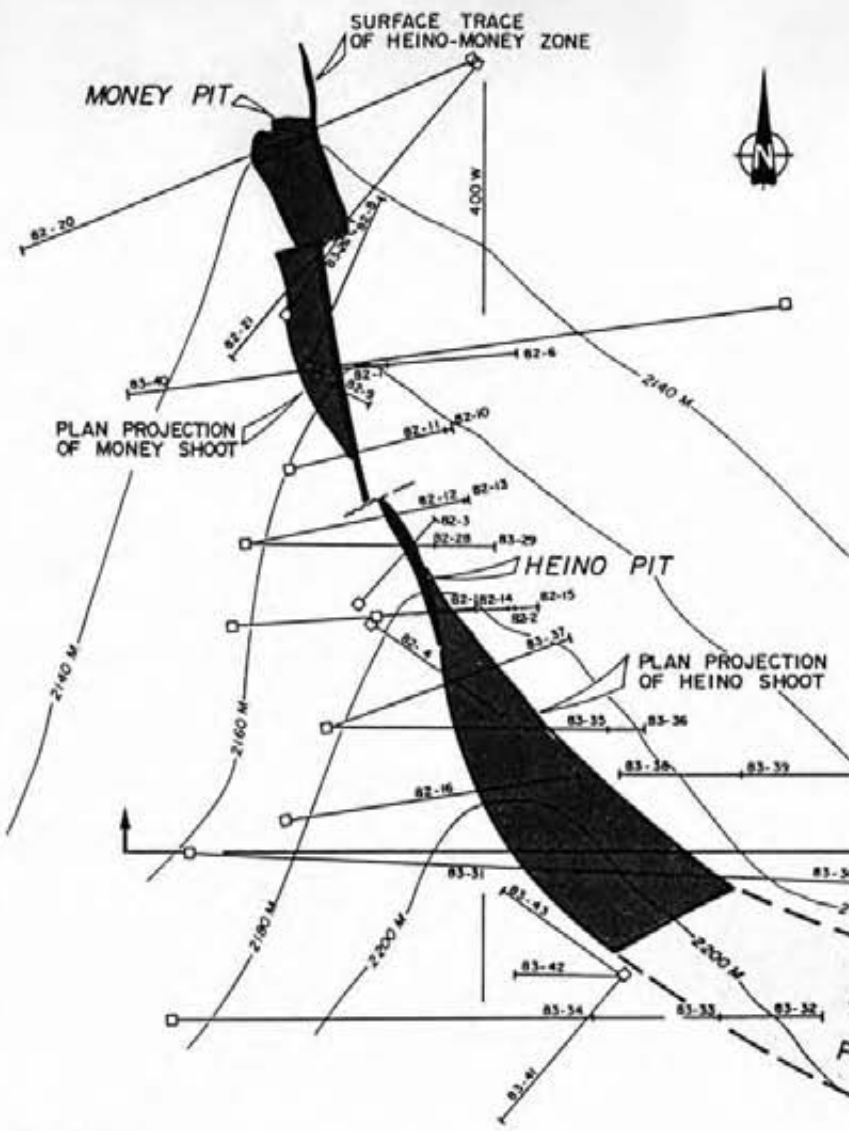 SURFACE TRACE
OF HEINO-MONEY ZONE
MONEY PIT
N
400 W
82-20
82-21
82-6
83-40
82-7
82-9
2140 M
PLAN PROJECTION
OF MONEY SHOOT
82-11
82-10
82-12
82-13
82-3
82-28
83-29
HEINO PIT
82-1
82-14
82-15
82-2
82-4
83-37
PLAN PROJECTION
OF HEINO SHOOT
2140 M
2160 M
83-35
83-36
83-38
83-39
82-16
83-31
83-43
2180 M
2200 M
2200 M
83-42
83-34
83-33
83-32
83-41